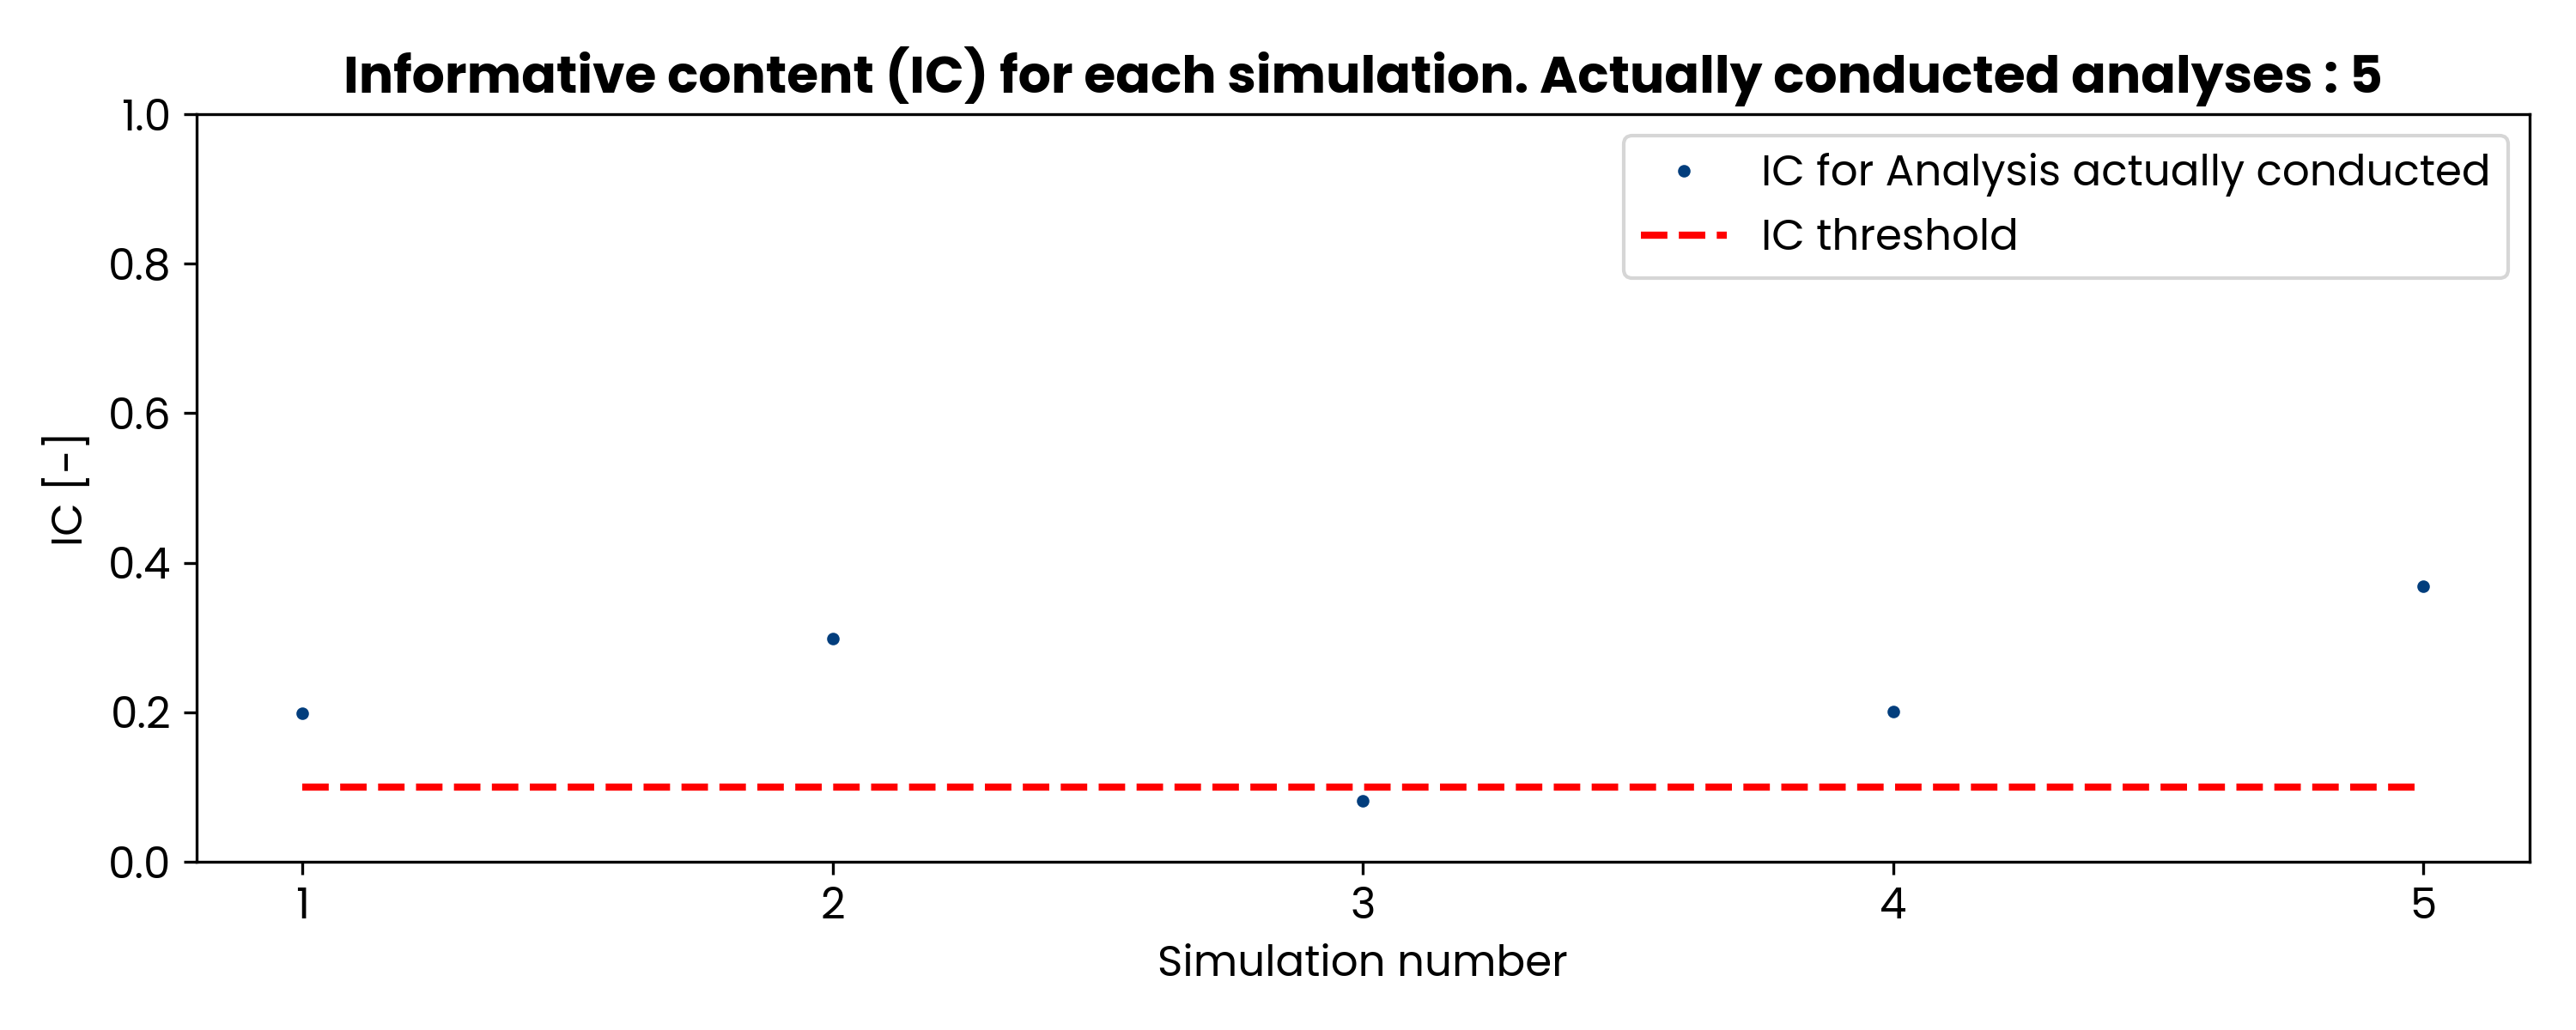 Informative content (IC) for each simulation. Actually conducted analyses : 5
1.0
0.8
0.6
0.4
0.2
0.0
IC [-]
IC for Analysis actually conducted
IC threshold
1 2 3 4 5
Simulation number